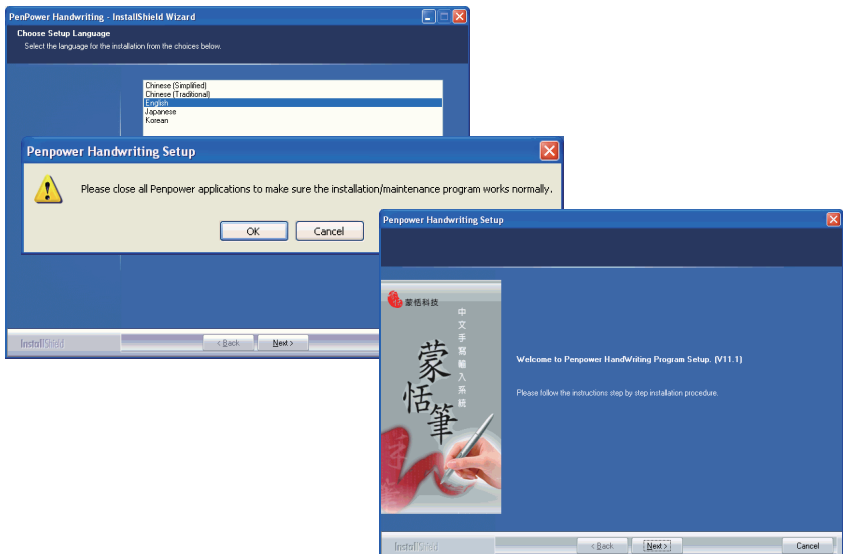 PenPower Handwriting - InstallShield Wizard
Choose Setup Language
Select the language for the installation from the choices below.
Chinese (Simplified)
Chinese (Traditional)
English
Japanese
Korean
InstallShield
< Back
Next >
Penpower Handwriting Setup
Please close all Penpower applications to make sure the installation/maintenance program works normally.
OK
Cancel
Penpower Handwriting Setup
蒙恬科技
中文手寫輸入系統
蒙恬筆
Welcome to Penpower HandWriting Program Setup. (V11.1)
Please follow the instructions step by step installation procedure.
InstallShield
< Back
Next >
Cancel